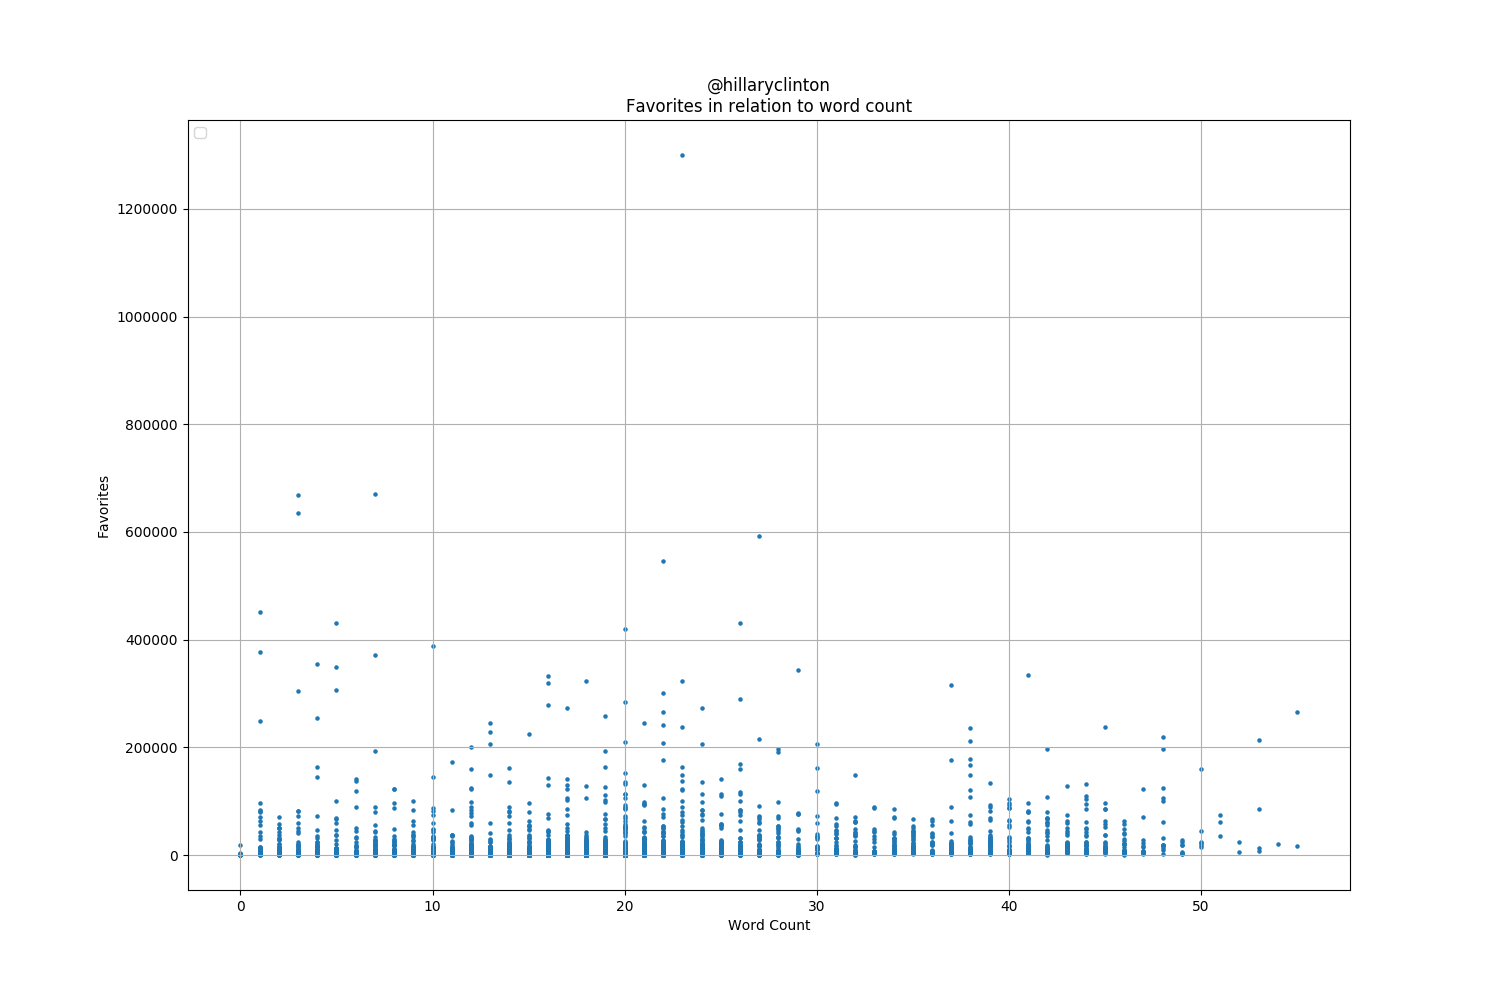 @hillaryclinton
Favorites in relation to word count
1200000
1000000
800000
600000
400000
200000
0
Favorites
0 10 20 30 40 50
Word Count